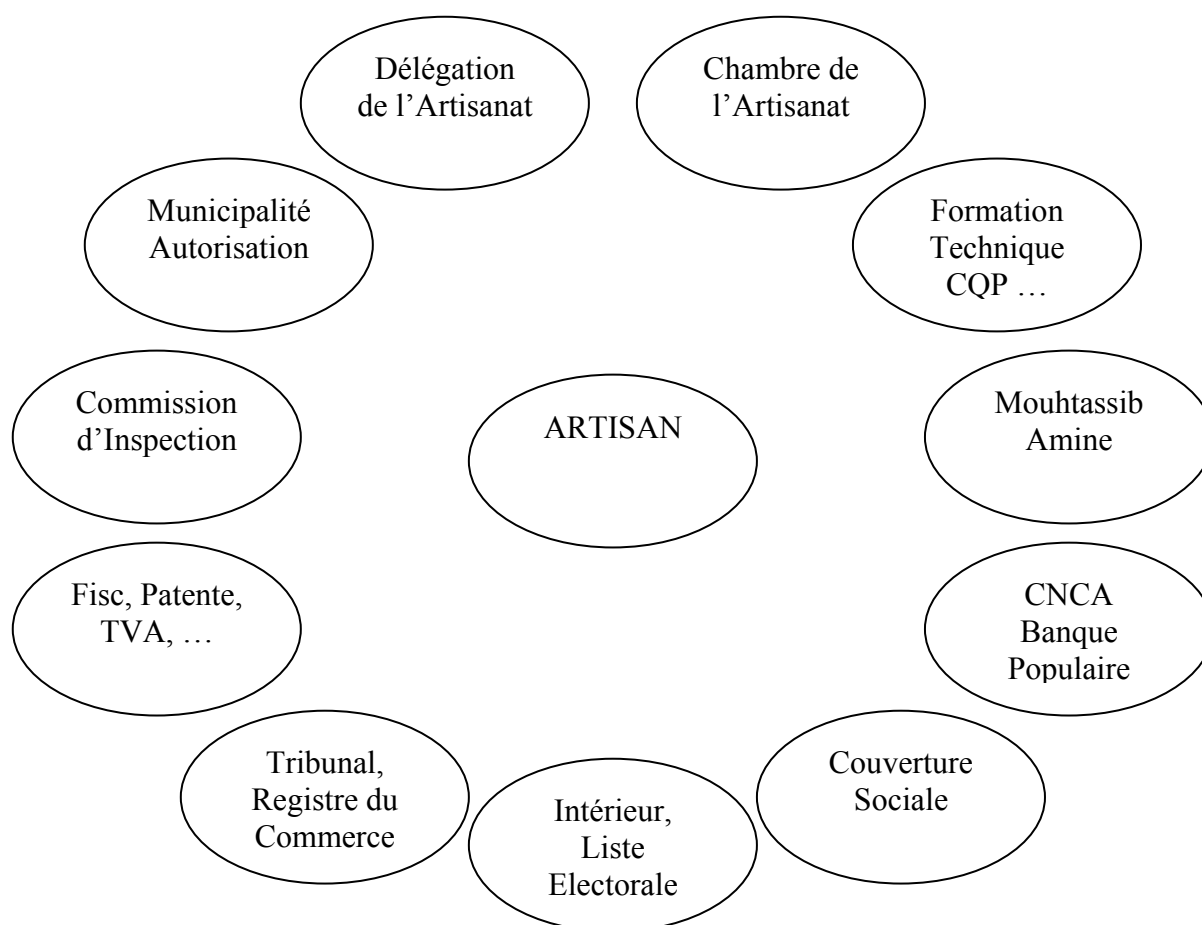 Délégation
de l’Artisanat
Chambre de
l’Artisanat
Municipalité
Autorisation
Formation
Technique
CQP …
Commission
d’Inspection
ARTISAN
Mouhtassib
Amine
Fisc, Patente,
TVA, …
CNCA
Banque
Populaire
Tribunal,
Registre du
Commerce
Intérieur,
Liste
Electorale
Couverture
Sociale